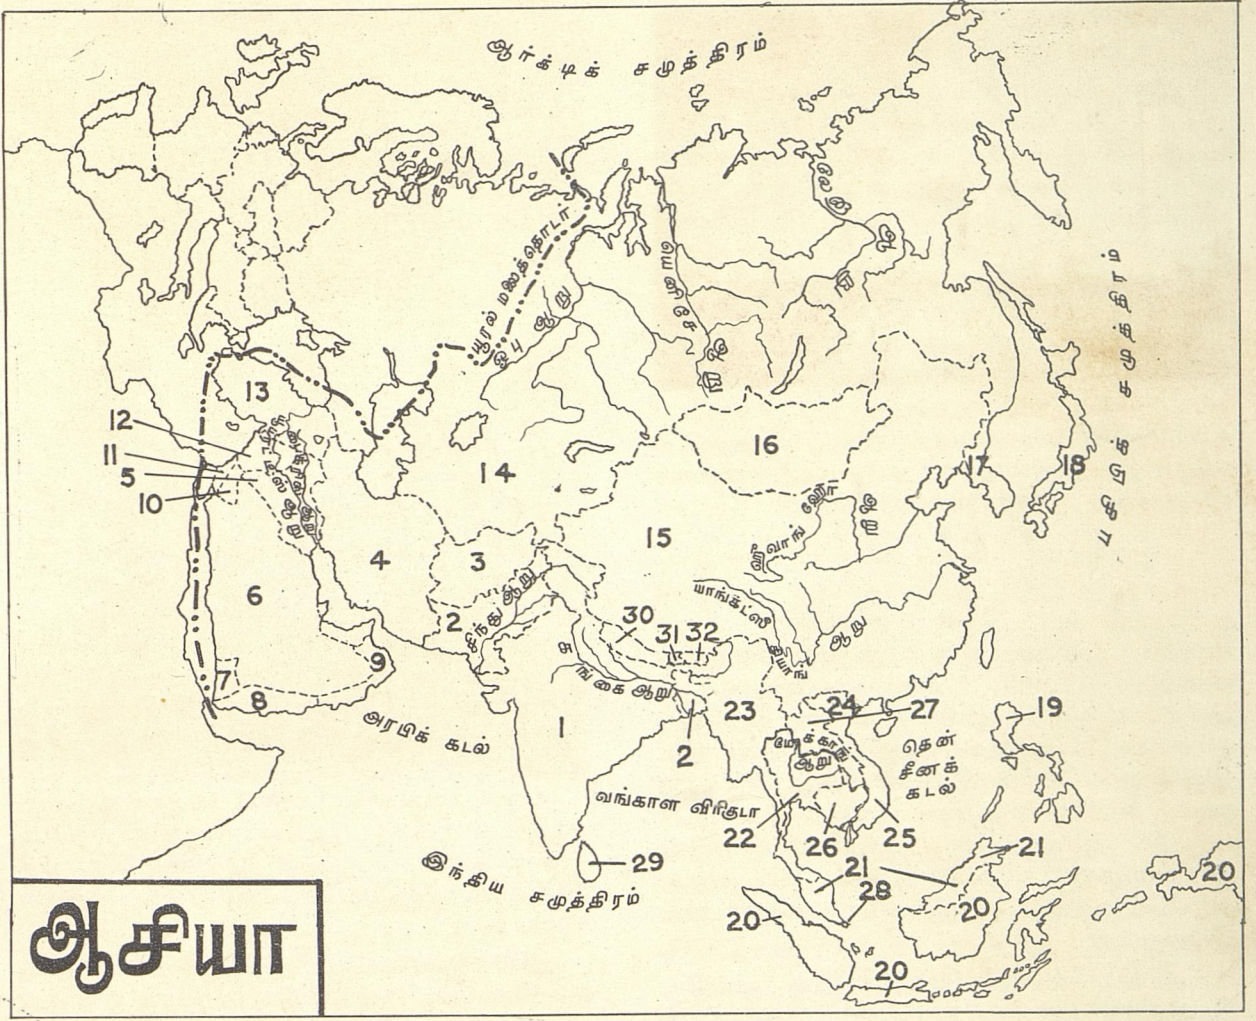 ஆர்க்டிக் சமுத்திரம்
லேனா
ஆறு
யூரல் மலைத்தொடர்
ஓபு ஆறு
பசிபிக் சமுத்திரம்
13
12
11
5
10
14
16
17
18
15
ஹவாங்ஹோ
ஆறு
4
3
6
2
சிந்து ஆறு
யாங்கட்ஸீ கியாங்
ஆறு
30
31
32
9
7
8
கங்கை ஆறு
23
24
27
19
1
2
அரபிக் கடல்
மேக்காங்
ஆறு
தென்
சீனக்
கடல்
வங்காள விரிகுடா
22
26
25
29
21
21
28
இந்திய சமுத்திரம்
20
20
20
20
ஆசியா